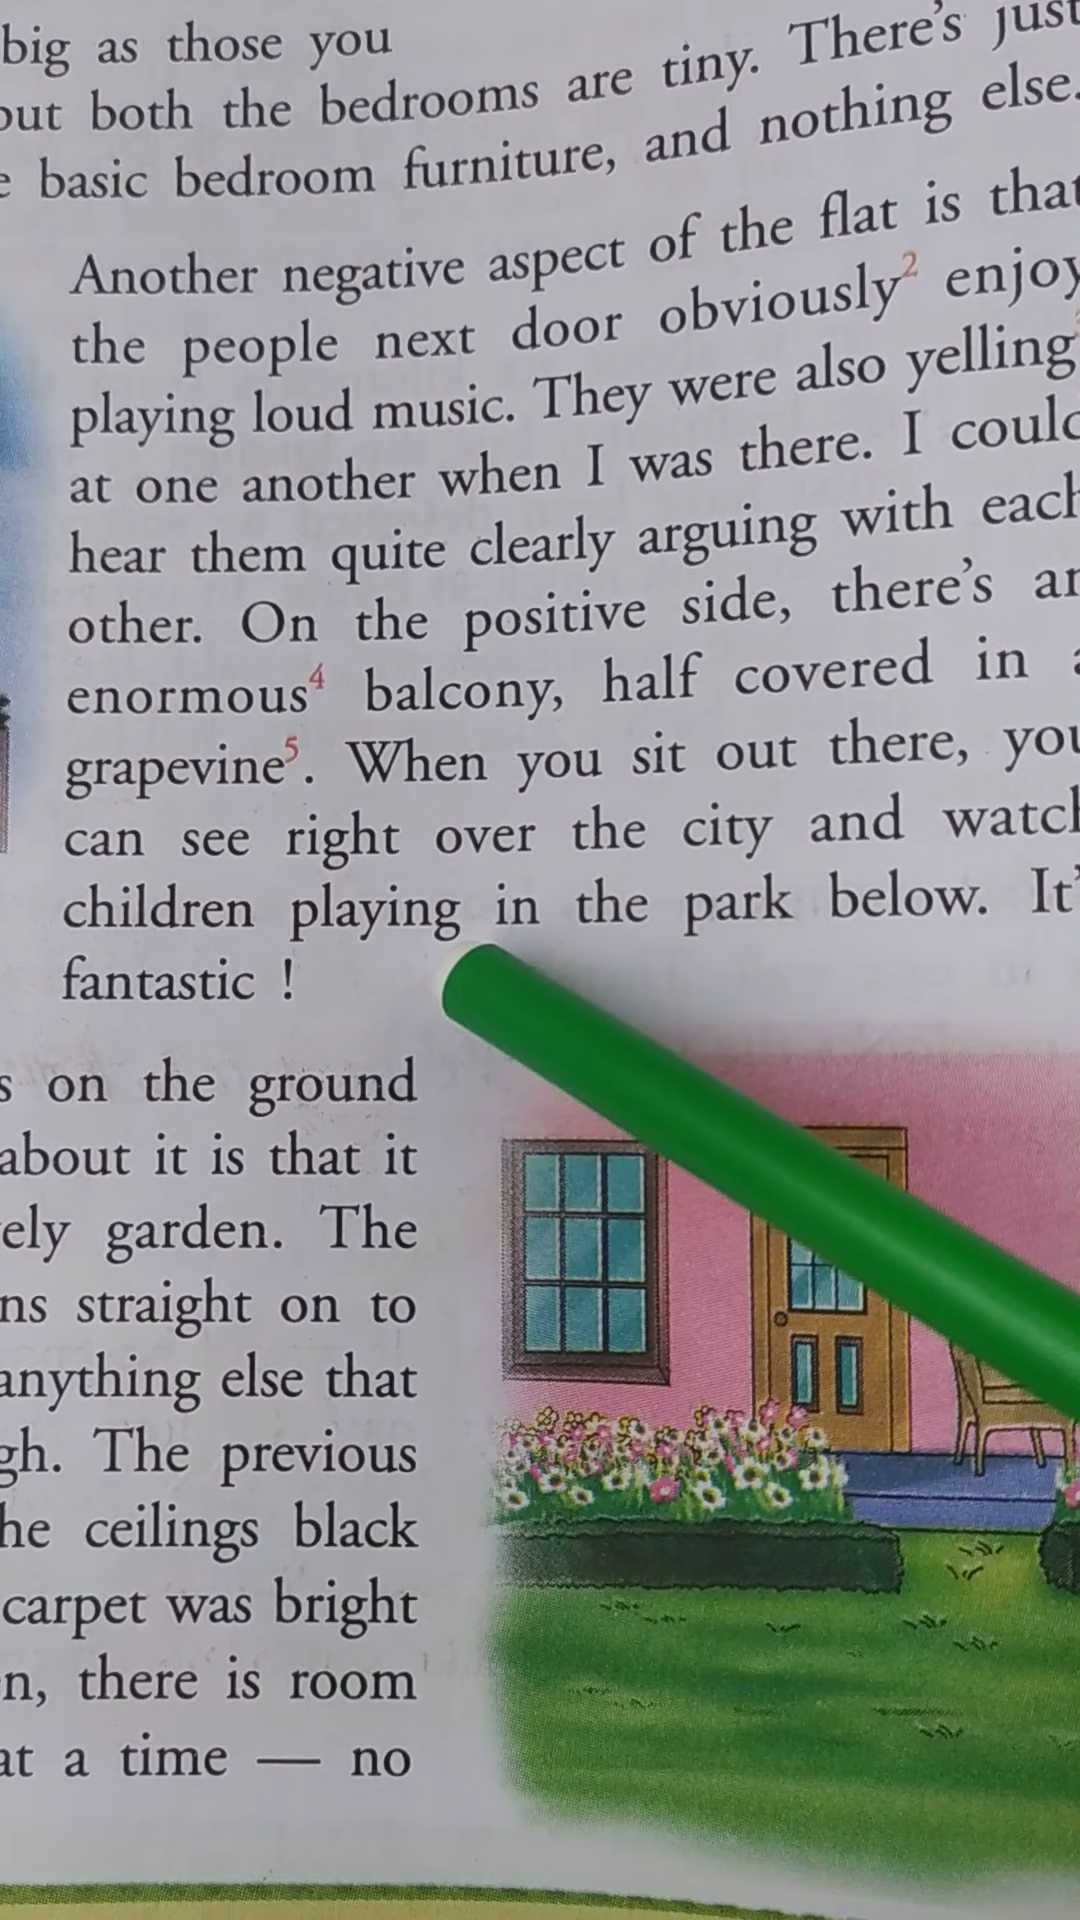 big as those you
but both the bedrooms are tiny. There's just
basic bedroom furniture, and nothing else.
Another negative aspect of the flat is that
the people next door obviously² enjoy
playing loud music. They were also yelling
at one another when I was there. I could
hear them quite clearly arguing with each
other. On the positive side, there's an
enormous⁴ balcony, half covered in a
grapevine⁵. When you sit out there, you
can see right over the city and watch
children playing in the park below. It's
fantastic !
on the ground
about it is that it
garden. The
straight on to
anything else that
The previous
ceilings black
carpet was bright
there is room
at a time — no